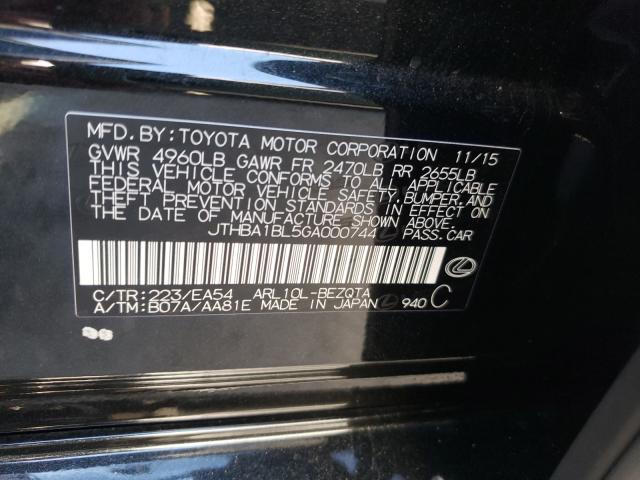 MFD. BY: TOYOTA MOTOR CORPORATION 11/15
GVWR 4960LB GAWR FR 2470LB RR 2655LB
THIS VEHICLE CONFORMS TO ALL APPLICABLE
FEDERAL MOTOR VEHICLE SAFETY, BUMPER, AND
THEFT PREVENTION STANDARDS IN EFFECT ON
THE DATE OF MANUFACTURE SHOWN ABOVE.
JTHBA1BL5GA000744 PASS. CAR
C/TR: 223/EA54 ARL10L-BEZQTA
A/TM: B07A/AA81E MADE IN JAPAN 940 C